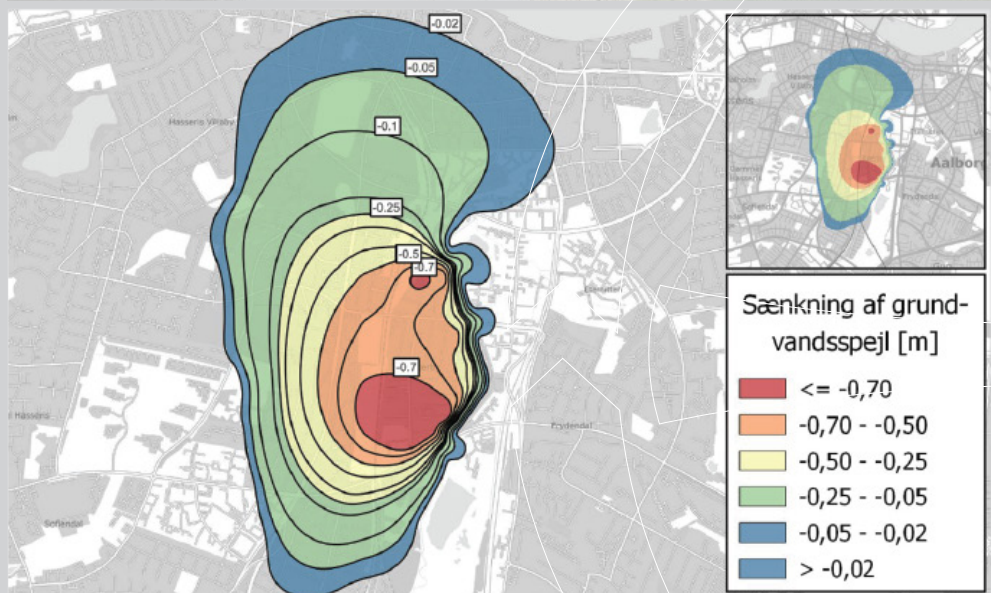 -0.02
-0.05
-0.1
-0.25
-0.5
-0.7
-0.7
Hasseris Villaby
Frydendal
Sofiendal
Aalborg
Sofiendal
Frydendal
Sænkning af grund-
vandsspejl [m]
<= -0,70
-0,70 - -0,50
-0,50 - -0,25
-0,25 - -0,05
-0,05 - -0,02
> -0,02